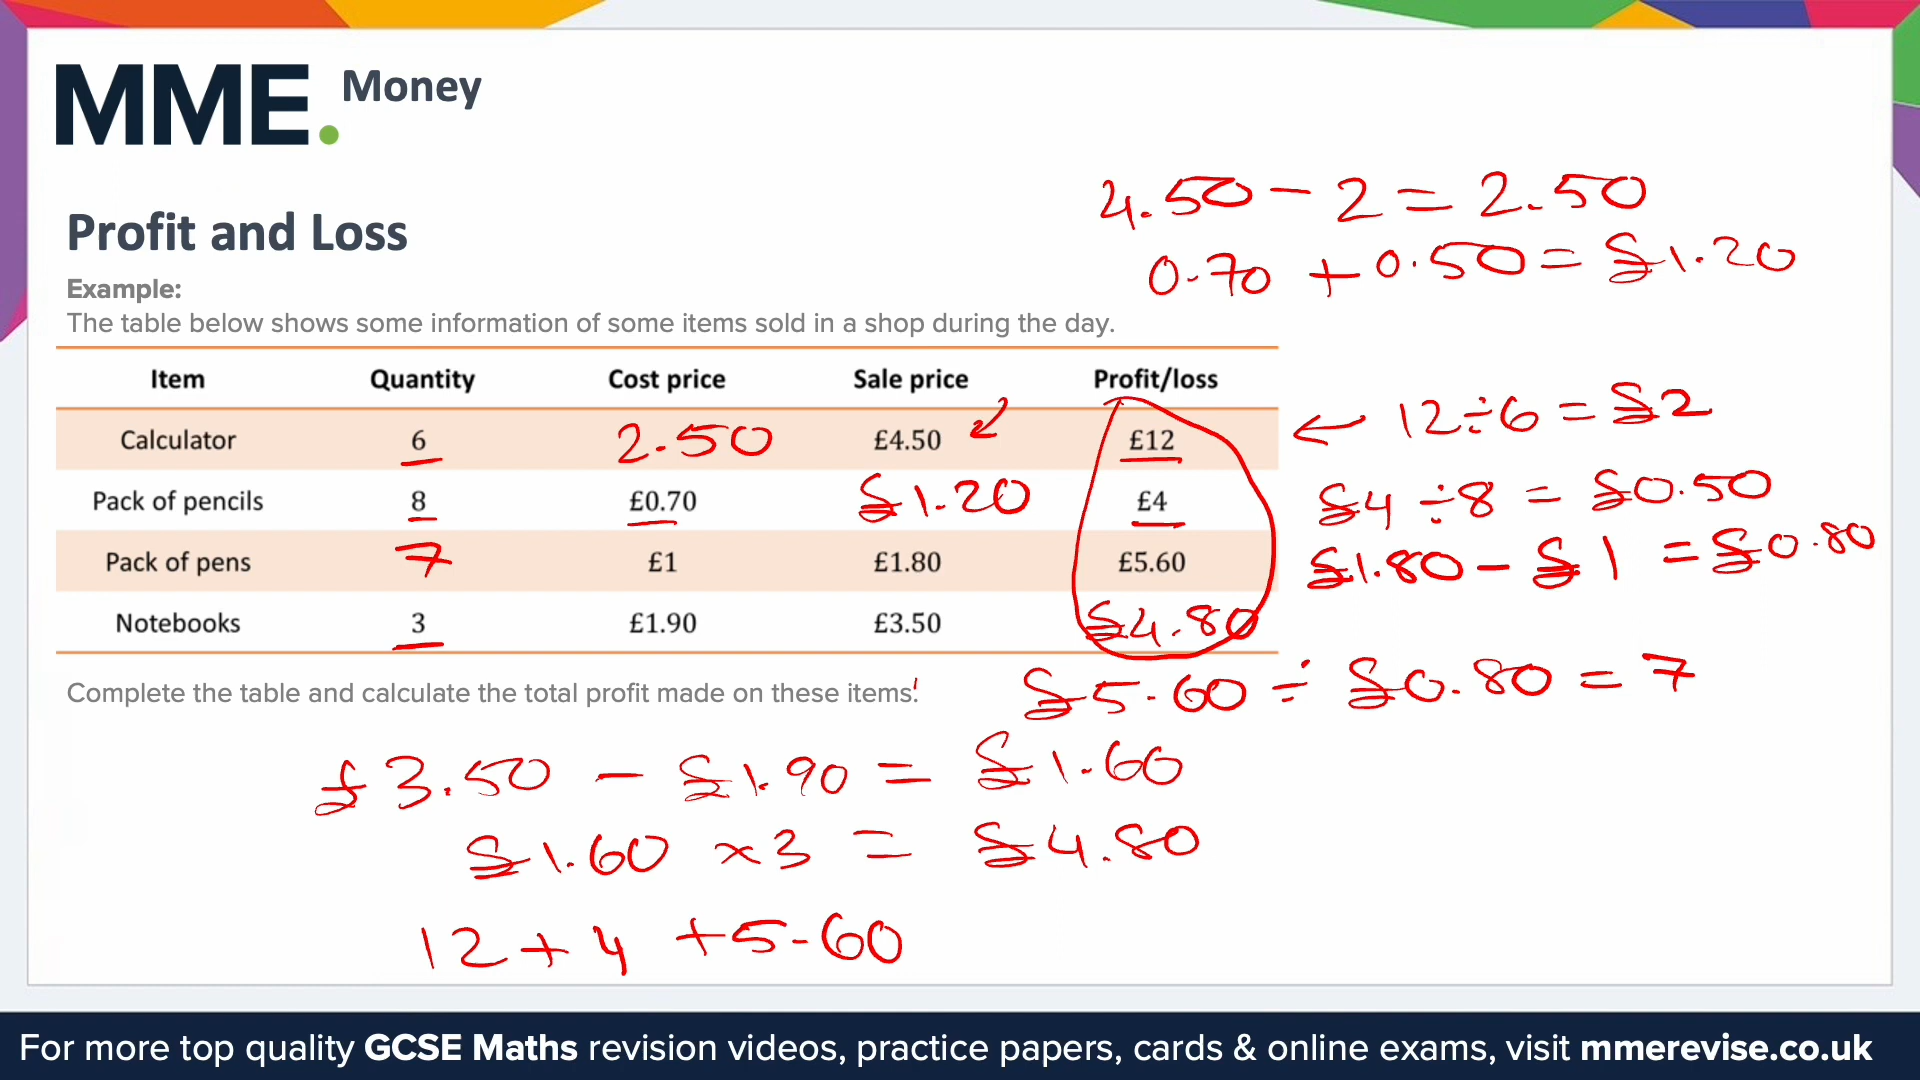 MME. Money
4.50 - 2 = 2.50
Profit and Loss
0.70 + 0.50 = £1.20
Example:
The table below shows some information of some items sold in a shop during the day.
Item Quantity Cost price Sale price Profit/loss
Calculator 6 2.50 £4.50 £12 ← 12 ÷ 6 = £2
Pack of pencils 8 £0.70 £1.20 £4 £4 ÷ 8 = £0.50
Pack of pens 7 £1 £1.80 £5.60 £1.80 - £1 = £0.80
Notebooks 3 £1.90 £3.50 £4.80
Complete the table and calculate the total profit made on these items.
£5.60 ÷ £0.80 = 7
£3.50 - £1.90 = £1.60
£1.60 × 3 = £4.80
12 + 4 + 5.60
For more top quality GCSE Maths revision videos, practice papers, cards & online exams, visit mmerevise.co.uk